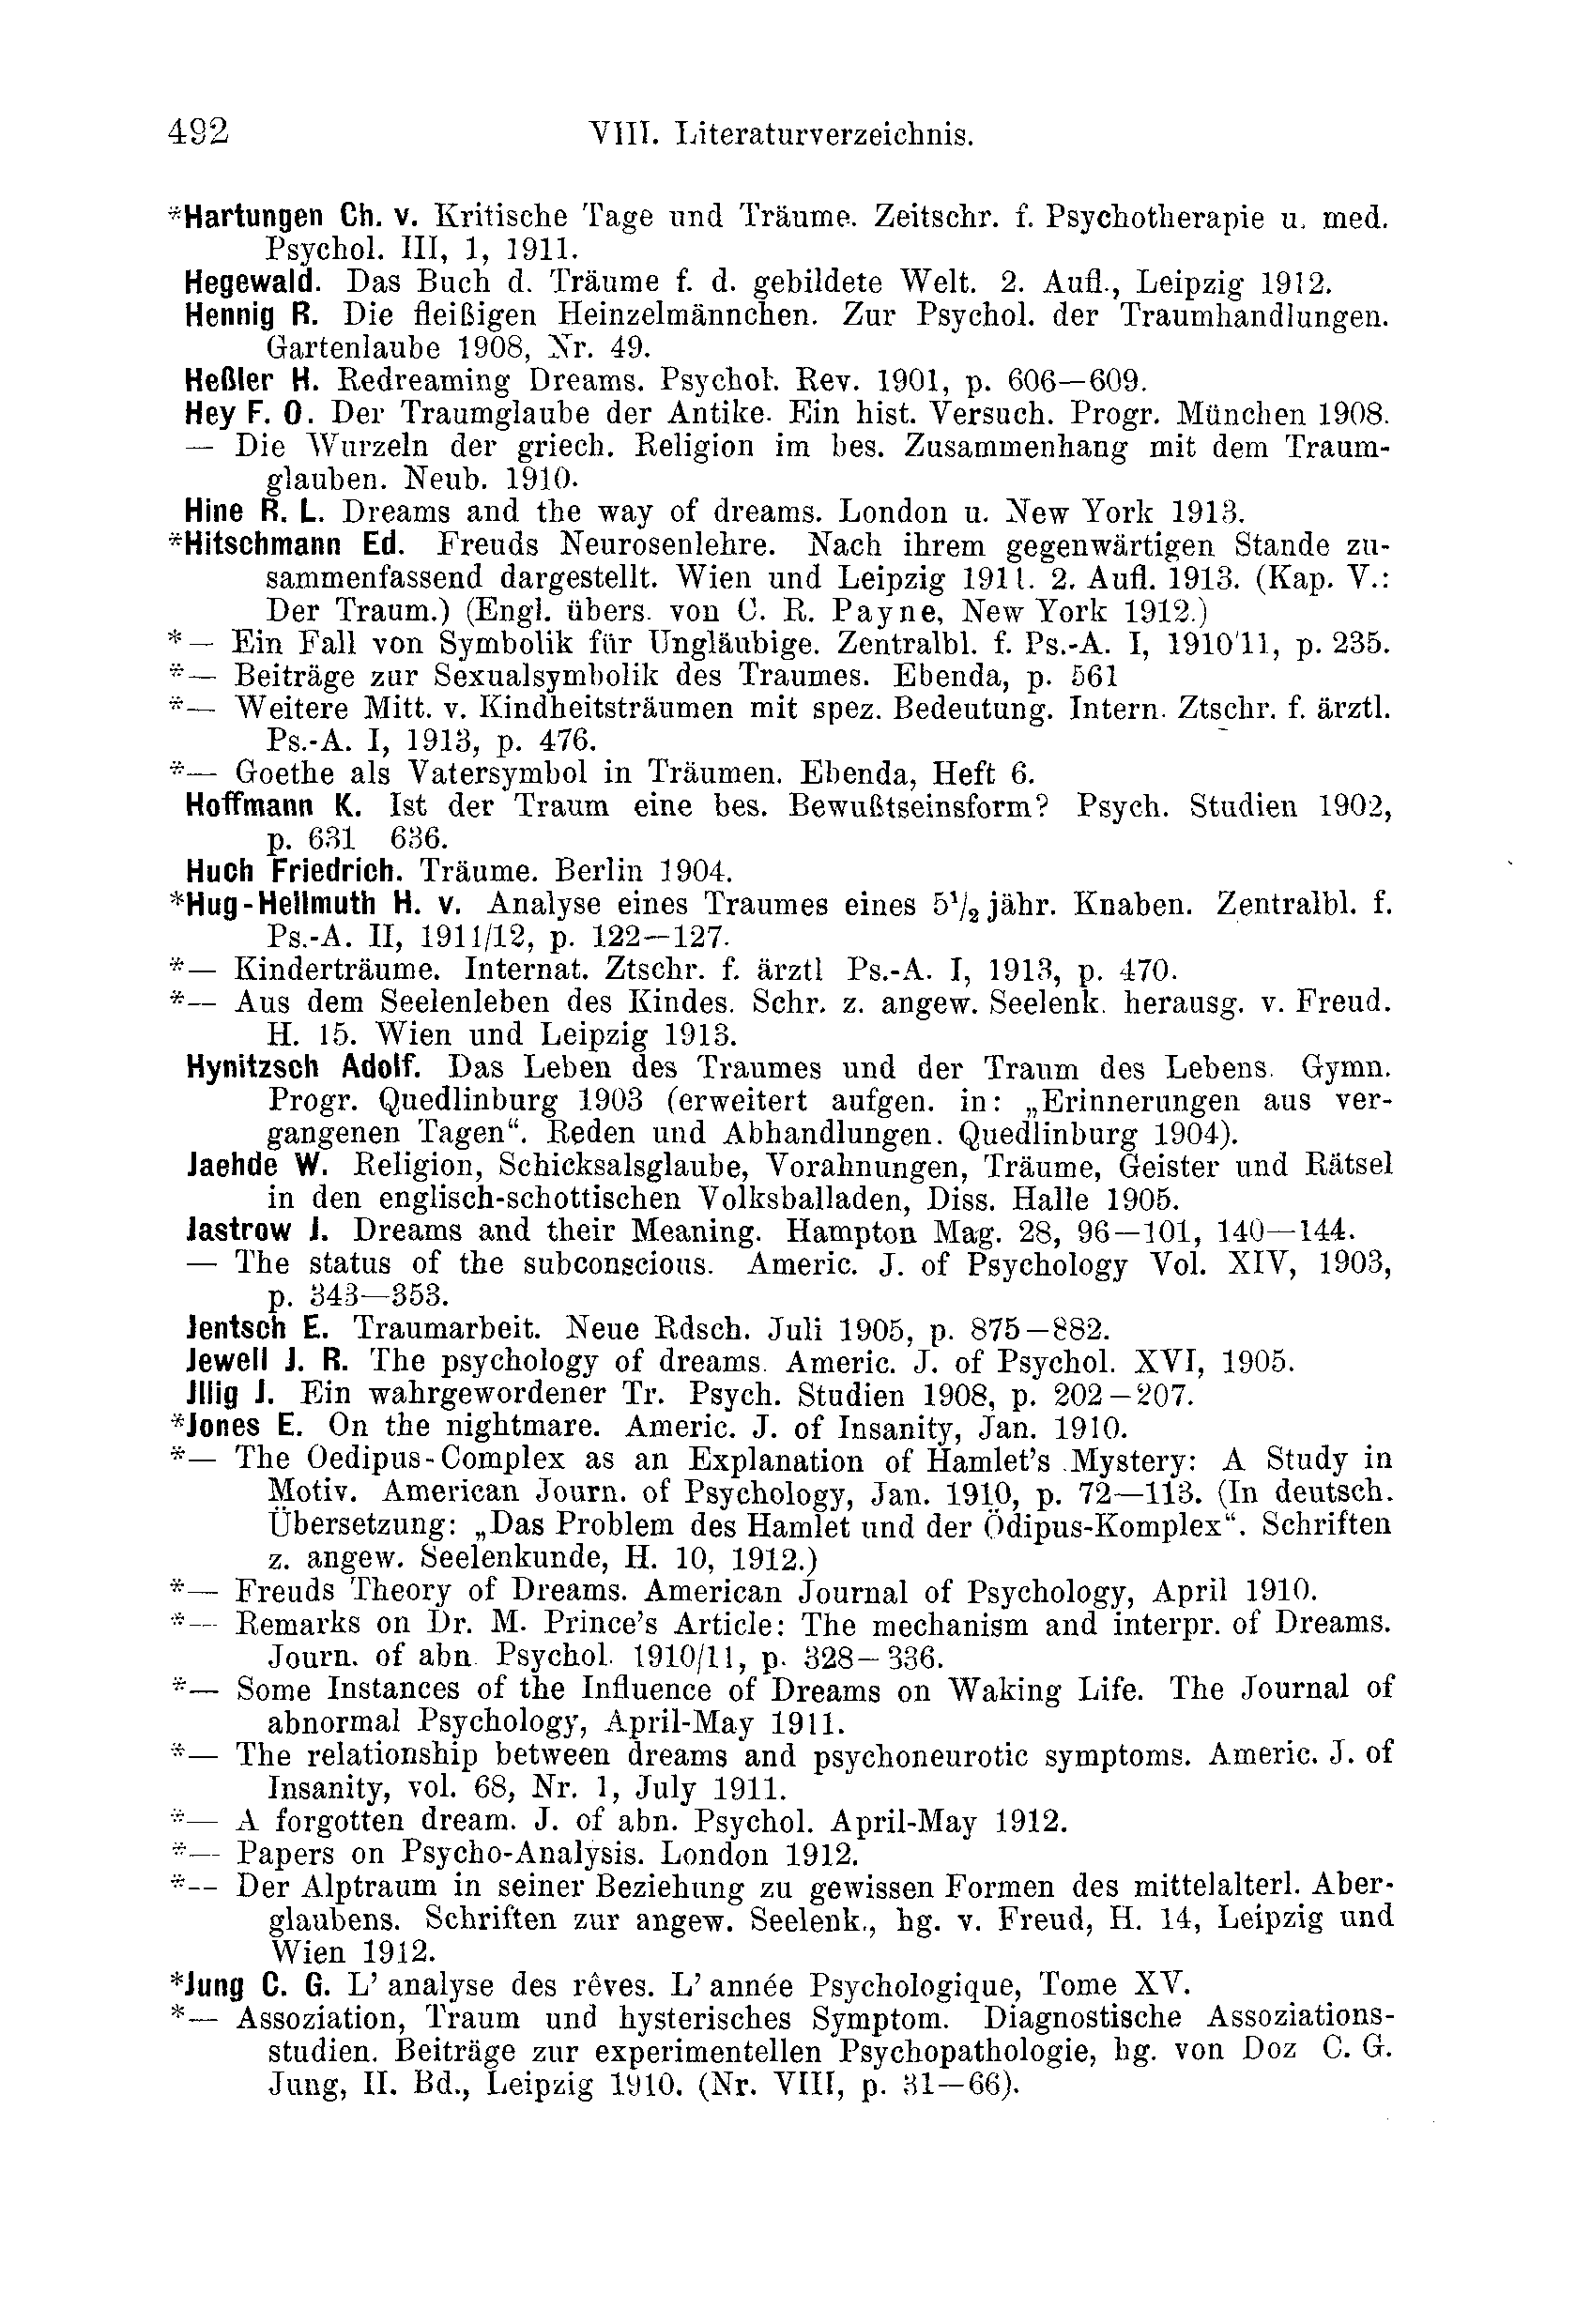 492 VIII. Literaturverzeichnis.
*Hartungen Ch. v. Kritische Tage und Träume. Zeitschr. f. Psychotherapie u. med.
Psychol. III, 1, 1911.
Hegewald. Das Buch d. Träume f. d. gebildete Welt. 2. Aufl., Leipzig 1912.
Hennig R. Die fleißigen Heinzelmännchen. Zur Psychol. der Traumhandlungen.
Gartenlaube 1908, Nr. 49.
Heßler H. Redreaming Dreams. Psychol. Rev. 1901, p. 606—609.
Hey F. O. Der Traumglaube der Antike. Ein hist. Versuch. Progr. München 1908.
— Die Wurzeln der griech. Religion im bes. Zusammenhang mit dem Traum-
glauben. Neub. 1910.
Hine R. L. Dreams and the way of dreams. London u. New York 1913.
*Hitschmann Ed. Freuds Neurosenlehre. Nach ihrem gegenwärtigen Stande zu-
sammenfassend dargestellt. Wien und Leipzig 1911. 2. Aufl. 1913. (Kap. V.:
Der Traum.) (Engl. übers. von C. R. Payne, New York 1912.)
*— Ein Fall von Symbolik für Ungläubige. Zentralbl. f. Ps.-A. I, 1910'11, p. 235.
*— Beiträge zur Sexualsymbolik des Traumes. Ebenda, p. 561
*— Weitere Mitt. v. Kindheitsträumen mit spez. Bedeutung. Intern. Ztschr. f. ärztl.
Ps.-A. I, 1913, p. 476.
*— Goethe als Vatersymbol in Träumen. Ebenda, Heft 6.
Hoffmann K. Ist der Traum eine bes. Bewußtseinsform? Psych. Studien 1902,
p. 631 636.
Huch Friedrich. Träume. Berlin 1904.
*Hug-Hellmuth H. v. Analyse eines Traumes eines 5½jähr. Knaben. Zentralbl. f.
Ps.-A. II, 1911/12, p. 122—127.
*— Kinderträume. Internat. Ztschr. f. ärztl Ps.-A. I, 1913, p. 470.
*— Aus dem Seelenleben des Kindes. Schr. z. angew. Seelenk. herausg. v. Freud.
H. 15. Wien und Leipzig 1913.
Hynitzsch Adolf. Das Leben des Traumes und der Traum des Lebens. Gymn.
Progr. Quedlinburg 1903 (erweitert aufgen. in: „Erinnerungen aus ver-
gangenen Tagen“. Reden und Abhandlungen. Quedlinburg 1904).
Jaehde W. Religion, Schicksalsglaube, Vorahnungen, Träume, Geister und Rätsel
in den englisch-schottischen Volksballaden, Diss. Halle 1905.
Jastrow J. Dreams and their Meaning. Hampton Mag. 28, 96—101, 140—144.
— The status of the subconscious. Americ. J. of Psychology Vol. XIV, 1903,
p. 343—353.
Jentsch E. Traumarbeit. Neue Rdsch. Juli 1905, p. 875—882.
Jewell J. R. The psychology of dreams. Americ. J. of Psychol. XVI, 1905.
Jllig J. Ein wahrgewordener Tr. Psych. Studien 1908, p. 202—207.
*Jones E. On the nightmare. Americ. J. of Insanity, Jan. 1910.
*— The Oedipus-Complex as an Explanation of Hamlet's Mystery: A Study in
Motiv. American Journ. of Psychology, Jan. 1910, p. 72—113. (In deutsch.
Übersetzung: „Das Problem des Hamlet und der Ödipus-Komplex“. Schriften
z. angew. Seelenkunde, H. 10, 1912.)
*— Freuds Theory of Dreams. American Journal of Psychology, April 1910.
*— Remarks on Dr. M. Prince's Article: The mechanism and interpr. of Dreams.
Journ. of abn. Psychol. 1910/11, p. 328—336.
*— Some Instances of the Influence of Dreams on Waking Life. The Journal of
abnormal Psychology, April-May 1911.
*— The relationship between dreams and psychoneurotic symptoms. Americ. J. of
Insanity, vol. 68, Nr. 1, July 1911.
*— A forgotten dream. J. of abn. Psychol. April-May 1912.
*— Papers on Psycho-Analysis. London 1912.
*— Der Alptraum in seiner Beziehung zu gewissen Formen des mittelalterl. Aber-
glaubens. Schriften zur angew. Seelenk., hg. v. Freud, H. 14, Leipzig und
Wien 1912.
*Jung C. G. L' analyse des rêves. L' année Psychologique, Tome XV.
*— Assoziation, Traum und hysterisches Symptom. Diagnostische Assoziations-
studien. Beiträge zur experimentellen Psychopathologie, hg. von Doz C. G.
Jung, II. Bd., Leipzig 1910. (Nr. VIII, p. 31—66).